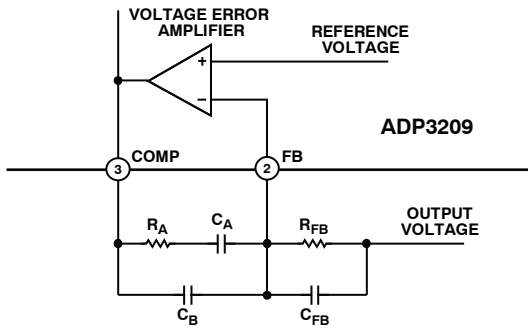 VOLTAGE ERROR
AMPLIFIER
REFERENCE
VOLTAGE
+
–
ADP3209
3
COMP
2
FB
RA
CA
RFB
OUTPUT
VOLTAGE
CB
CFB